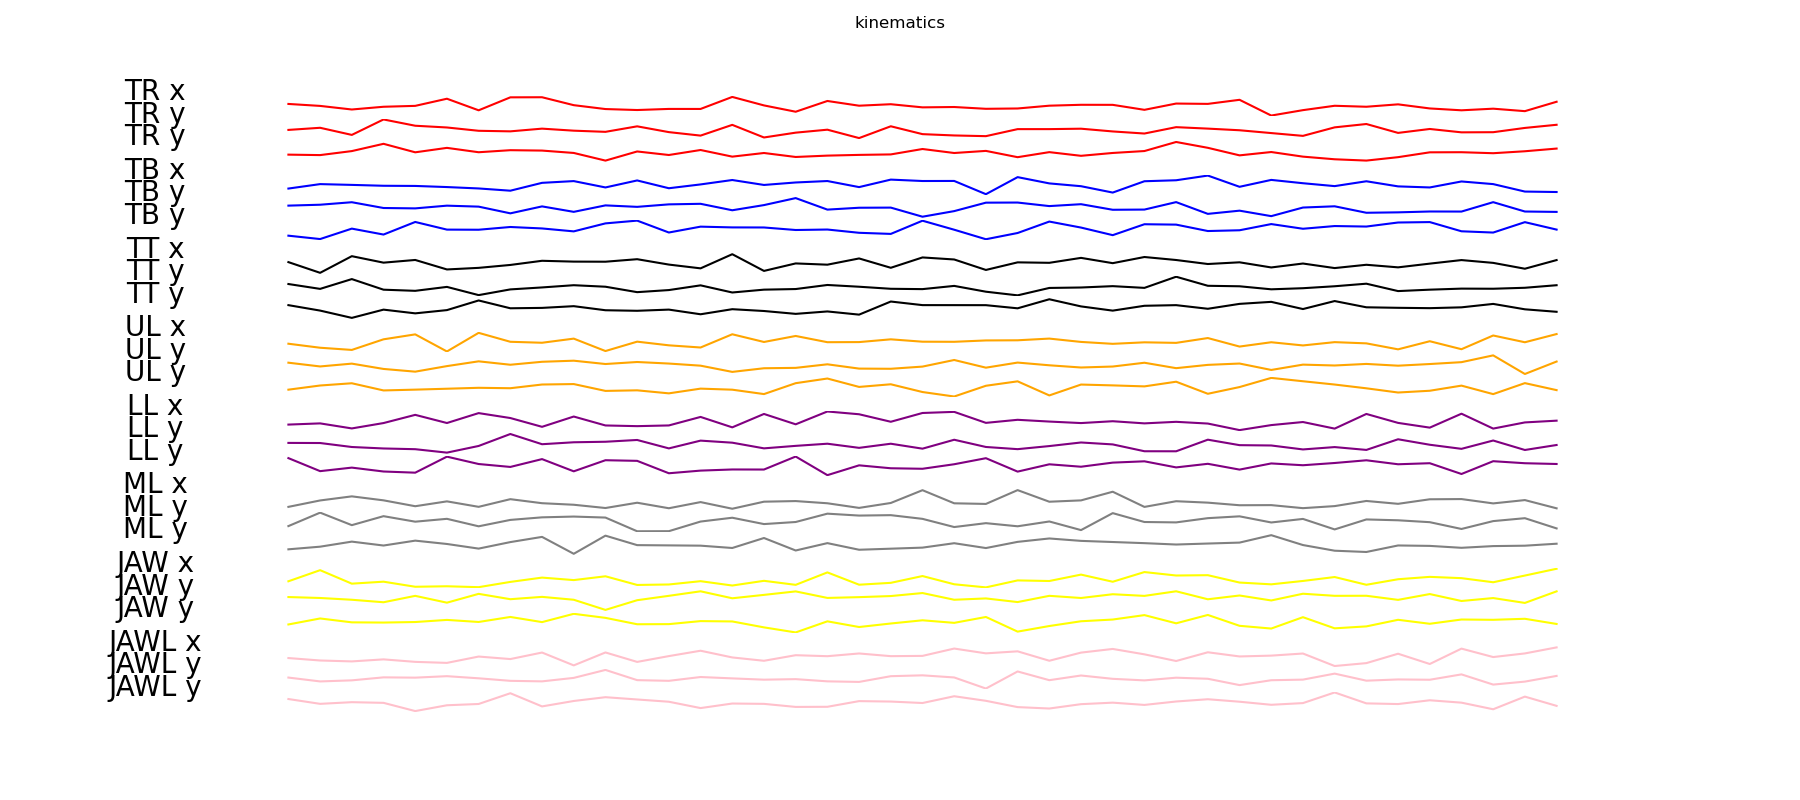 kinematics
TR x
TR y
TR y
TB x
TB y
TB y
TT x
TT y
TT y
UL x
UL y
UL y
LL x
LL y
LL y
ML x
ML y
ML y
JAW x
JAW y
JAW y
JAWL x
JAWL y
JAWL y